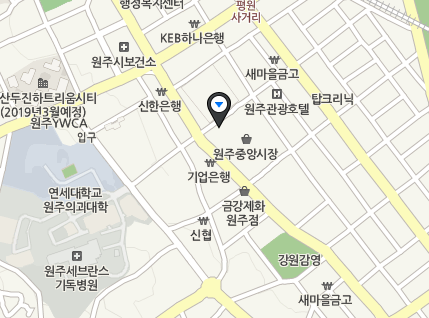 행정복지센터
평원
사거리
KEB하나은행
원주시보건소
새마을금고
산두진하트리움시티
(2019년3월예정)
신한은행
원주관광호텔
탑크리닉
원주YWCA
입구
원주중앙시장
기업은행
연세대학교
원주의과대학
금강제화
원주점
신협
강원감영
원주세브란스
기독병원
새마을금고